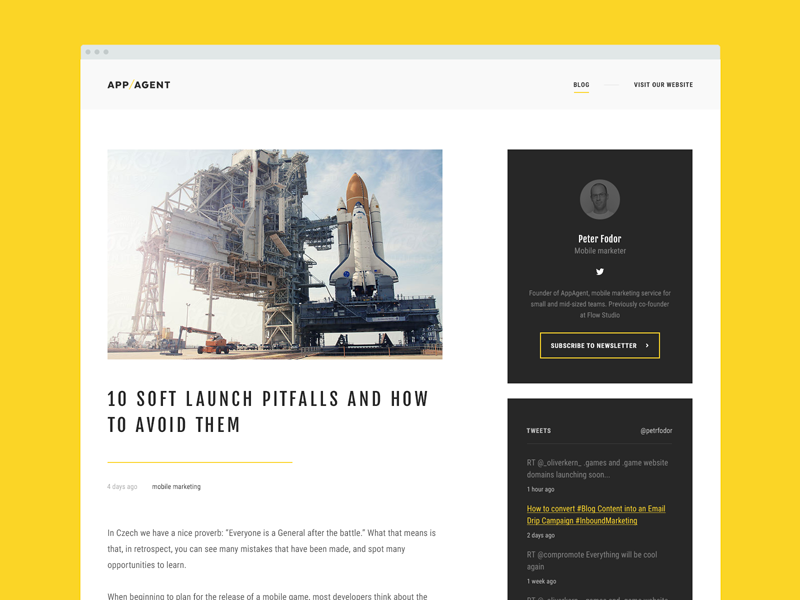 APP/AGENT
BLOG
VISIT OUR WEBSITE
10 SOFT LAUNCH PITFALLS AND HOW
TO AVOID THEM
4 days ago mobile marketing
In Czech we have a nice proverb: "Everyone is a General after the battle." What that means is
that, in retrospect, you can see many mistakes that have been made, and spot many
opportunities to learn.
When beginning to plan for the release of a mobile game, most developers think about the
Peter Fodor
Mobile marketer
Founder of AppAgent, mobile marketing service for
small and mid-sized teams. Previously co-founder
at Flow Studio
SUBSCRIBE TO NEWSLETTER ›
TWEETS @petrfodor
RT @_oliverkern_ .games and .game website
domains launching soon...
1 hour ago
How to convert #Blog Content into an Email
Drip Campaign #InboundMarketing
2 days ago
RT @compromote Everything will be cool
again
1 week ago
RT @_oliverkern_ .games and .game website